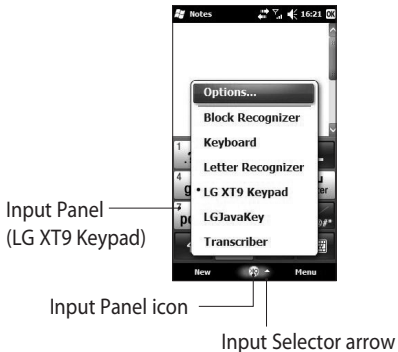 Notes 16:21 OK
Options...
Block Recognizer
Keyboard
Letter Recognizer
LG XT9 Keypad
LGJavaKey
Transcriber
New Menu
Input Panel
(LG XT9 Keypad)
Input Panel icon
Input Selector arrow